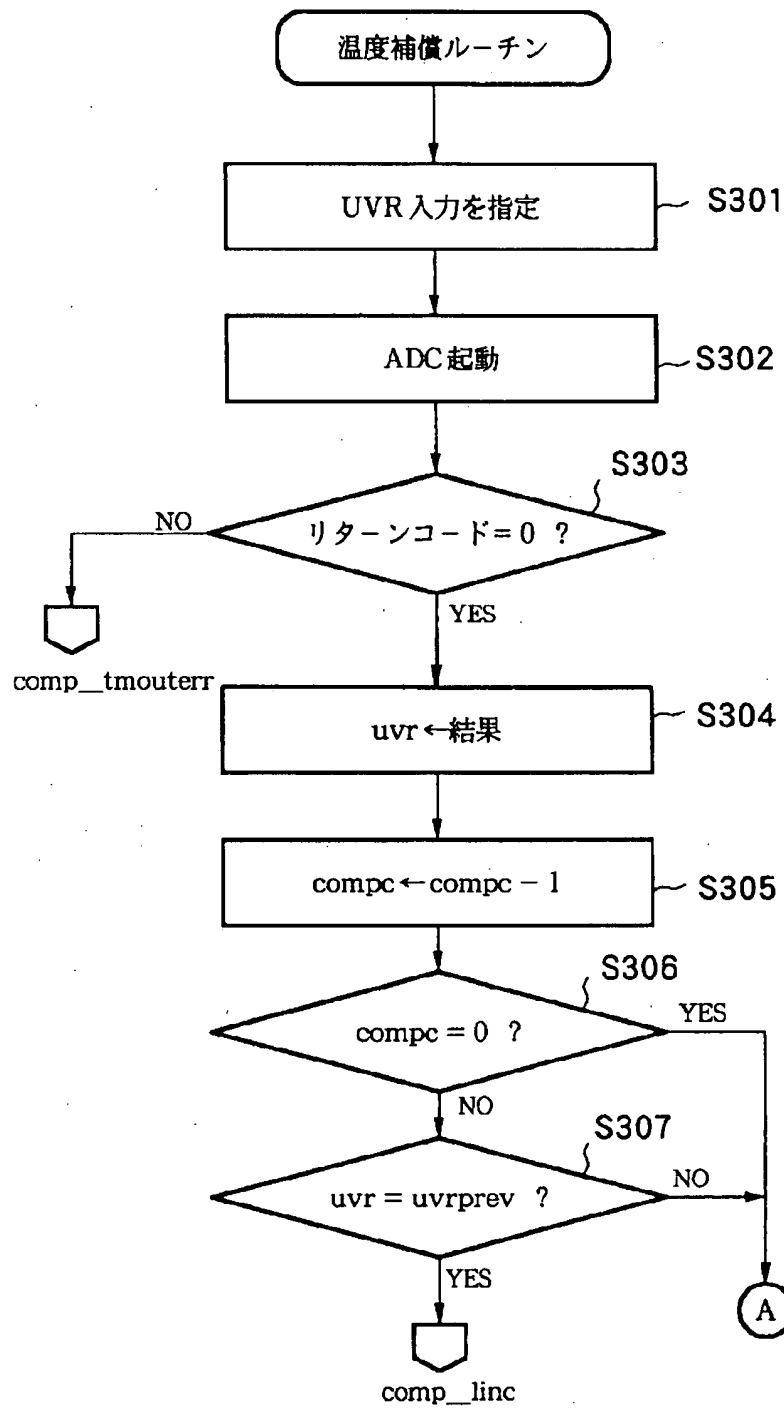 温度補償ルーチン
UVR入力を指定
S301
ADC起動
S302
S303
リターンコード=0 ?
NO
YES
comp__tmouterr
uvr←結果
S304
compc←compc-1
S305
S306
compc=0 ?
YES
NO
S307
uvr=uvrprev ?
NO
YES
A
comp__linc